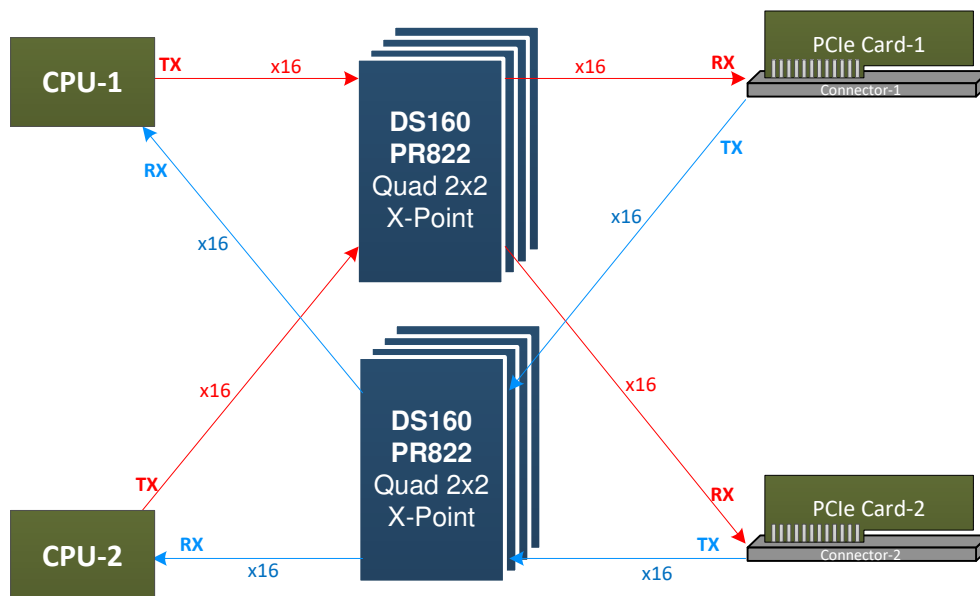 PCIe Card-1
Connector-1
CPU-1
TX
x16
x16
RX
DS160
PR822
Quad 2x2
X-Point
RX
TX
x16
x16
x16
x16
DS160
PR822
Quad 2x2
X-Point
TX
RX
PCIe Card-2
Connector-2
CPU-2
RX
x16
TX
x16